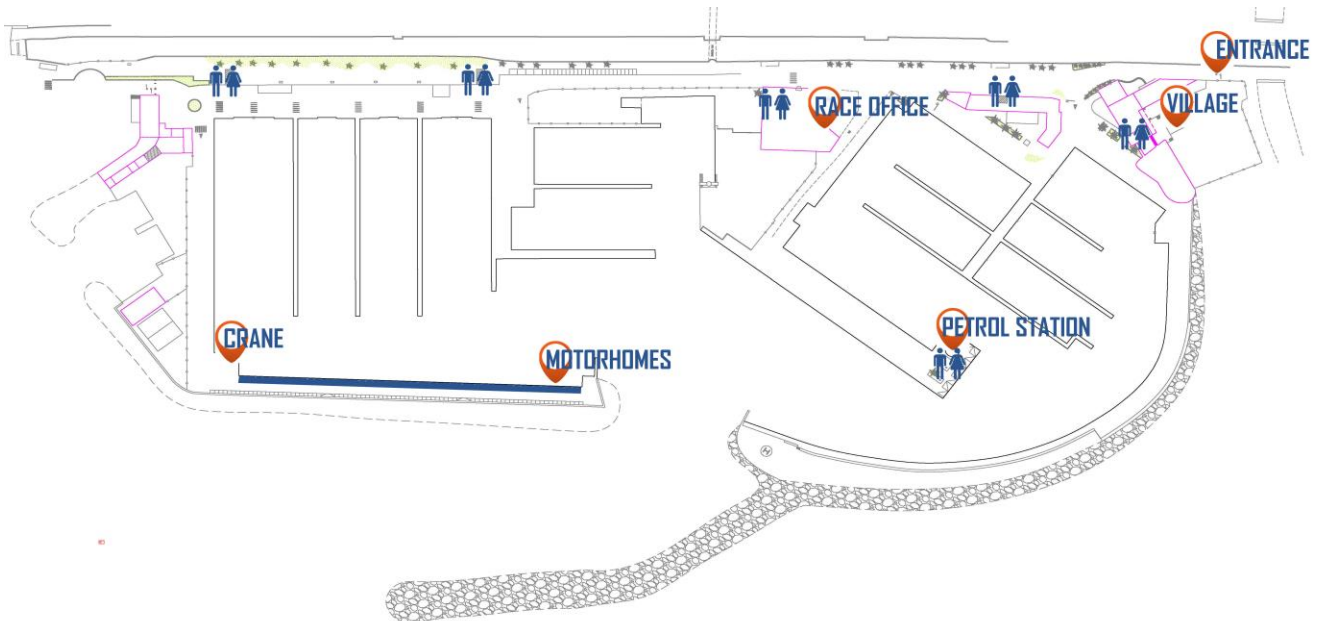 ENTRANCE
RACE OFFICE
VILLAGE
CRANE
PETROL STATION
MOTORHOMES
H